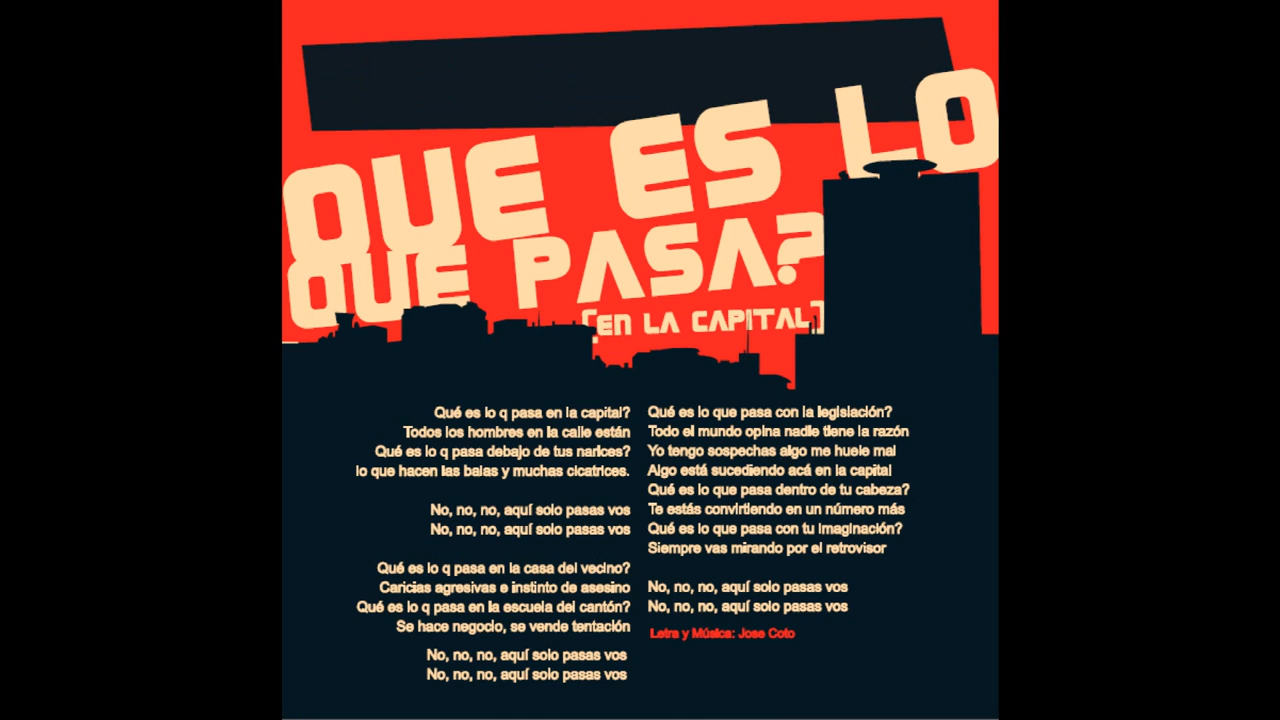 QUE ES LO
QUE PASA?
[EN LA CAPITAL]
Qué es lo q pasa en la capital?
Todos los hombres en la calle están
Qué es lo q pasa debajo de tus narices?
lo que hacen las balas y muchas cicatrices.
No, no, no, aquí solo pasas vos
No, no, no, aquí solo pasas vos
Qué es lo q pasa en la casa del vecino?
Caricias agresivas e instinto de asesino
Qué es lo q pasa en la escuela del cantón?
Se hace negocio, se vende tentación
No, no, no, aquí solo pasas vos
No, no, no, aquí solo pasas vos
Qué es lo que pasa con la legislación?
Todo el mundo opina nadie tiene la razón
Yo tengo sospechas algo me huele mal
Algo está sucediendo acá en la capital
Qué es lo que pasa dentro de tu cabeza?
Te estás convirtiendo en un número más
Qué es lo que pasa con tu imaginación?
Siempre vas mirando por el retrovisor
No, no, no, aquí solo pasas vos
No, no, no, aquí solo pasas vos
Letra y Música: Jose Coto